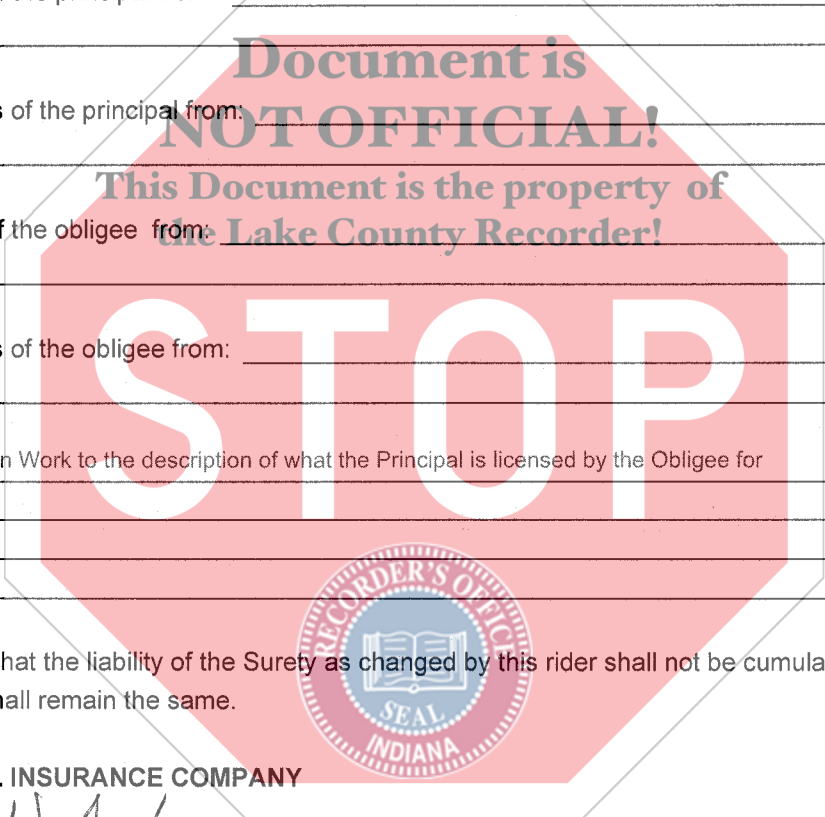 Document is
of the principal from:
NOT OFFICIAL!
This Document is the property of
the obligee from:
the Lake County Recorder!
STOP
of the obligee from:
Work to the description of what the Principal is licensed by the Obligee for
RECORDER'S OFFICE
SEAL
INDIANA
hat the liability of the Surety as changed by this rider shall not be cumula
all remain the same.
INSURANCE COMPANY